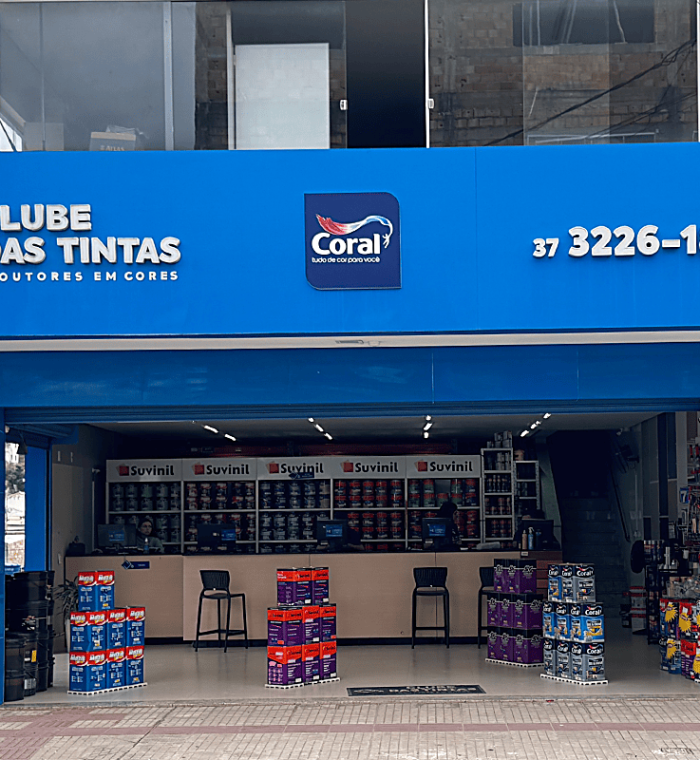 LUBE
DAS TINTAS
OUTORES EM CORES
Coral
tudo de cor para você
37 3226-1
Suvinil Suvinil Suvinil Suvinil Suvinil
Coral